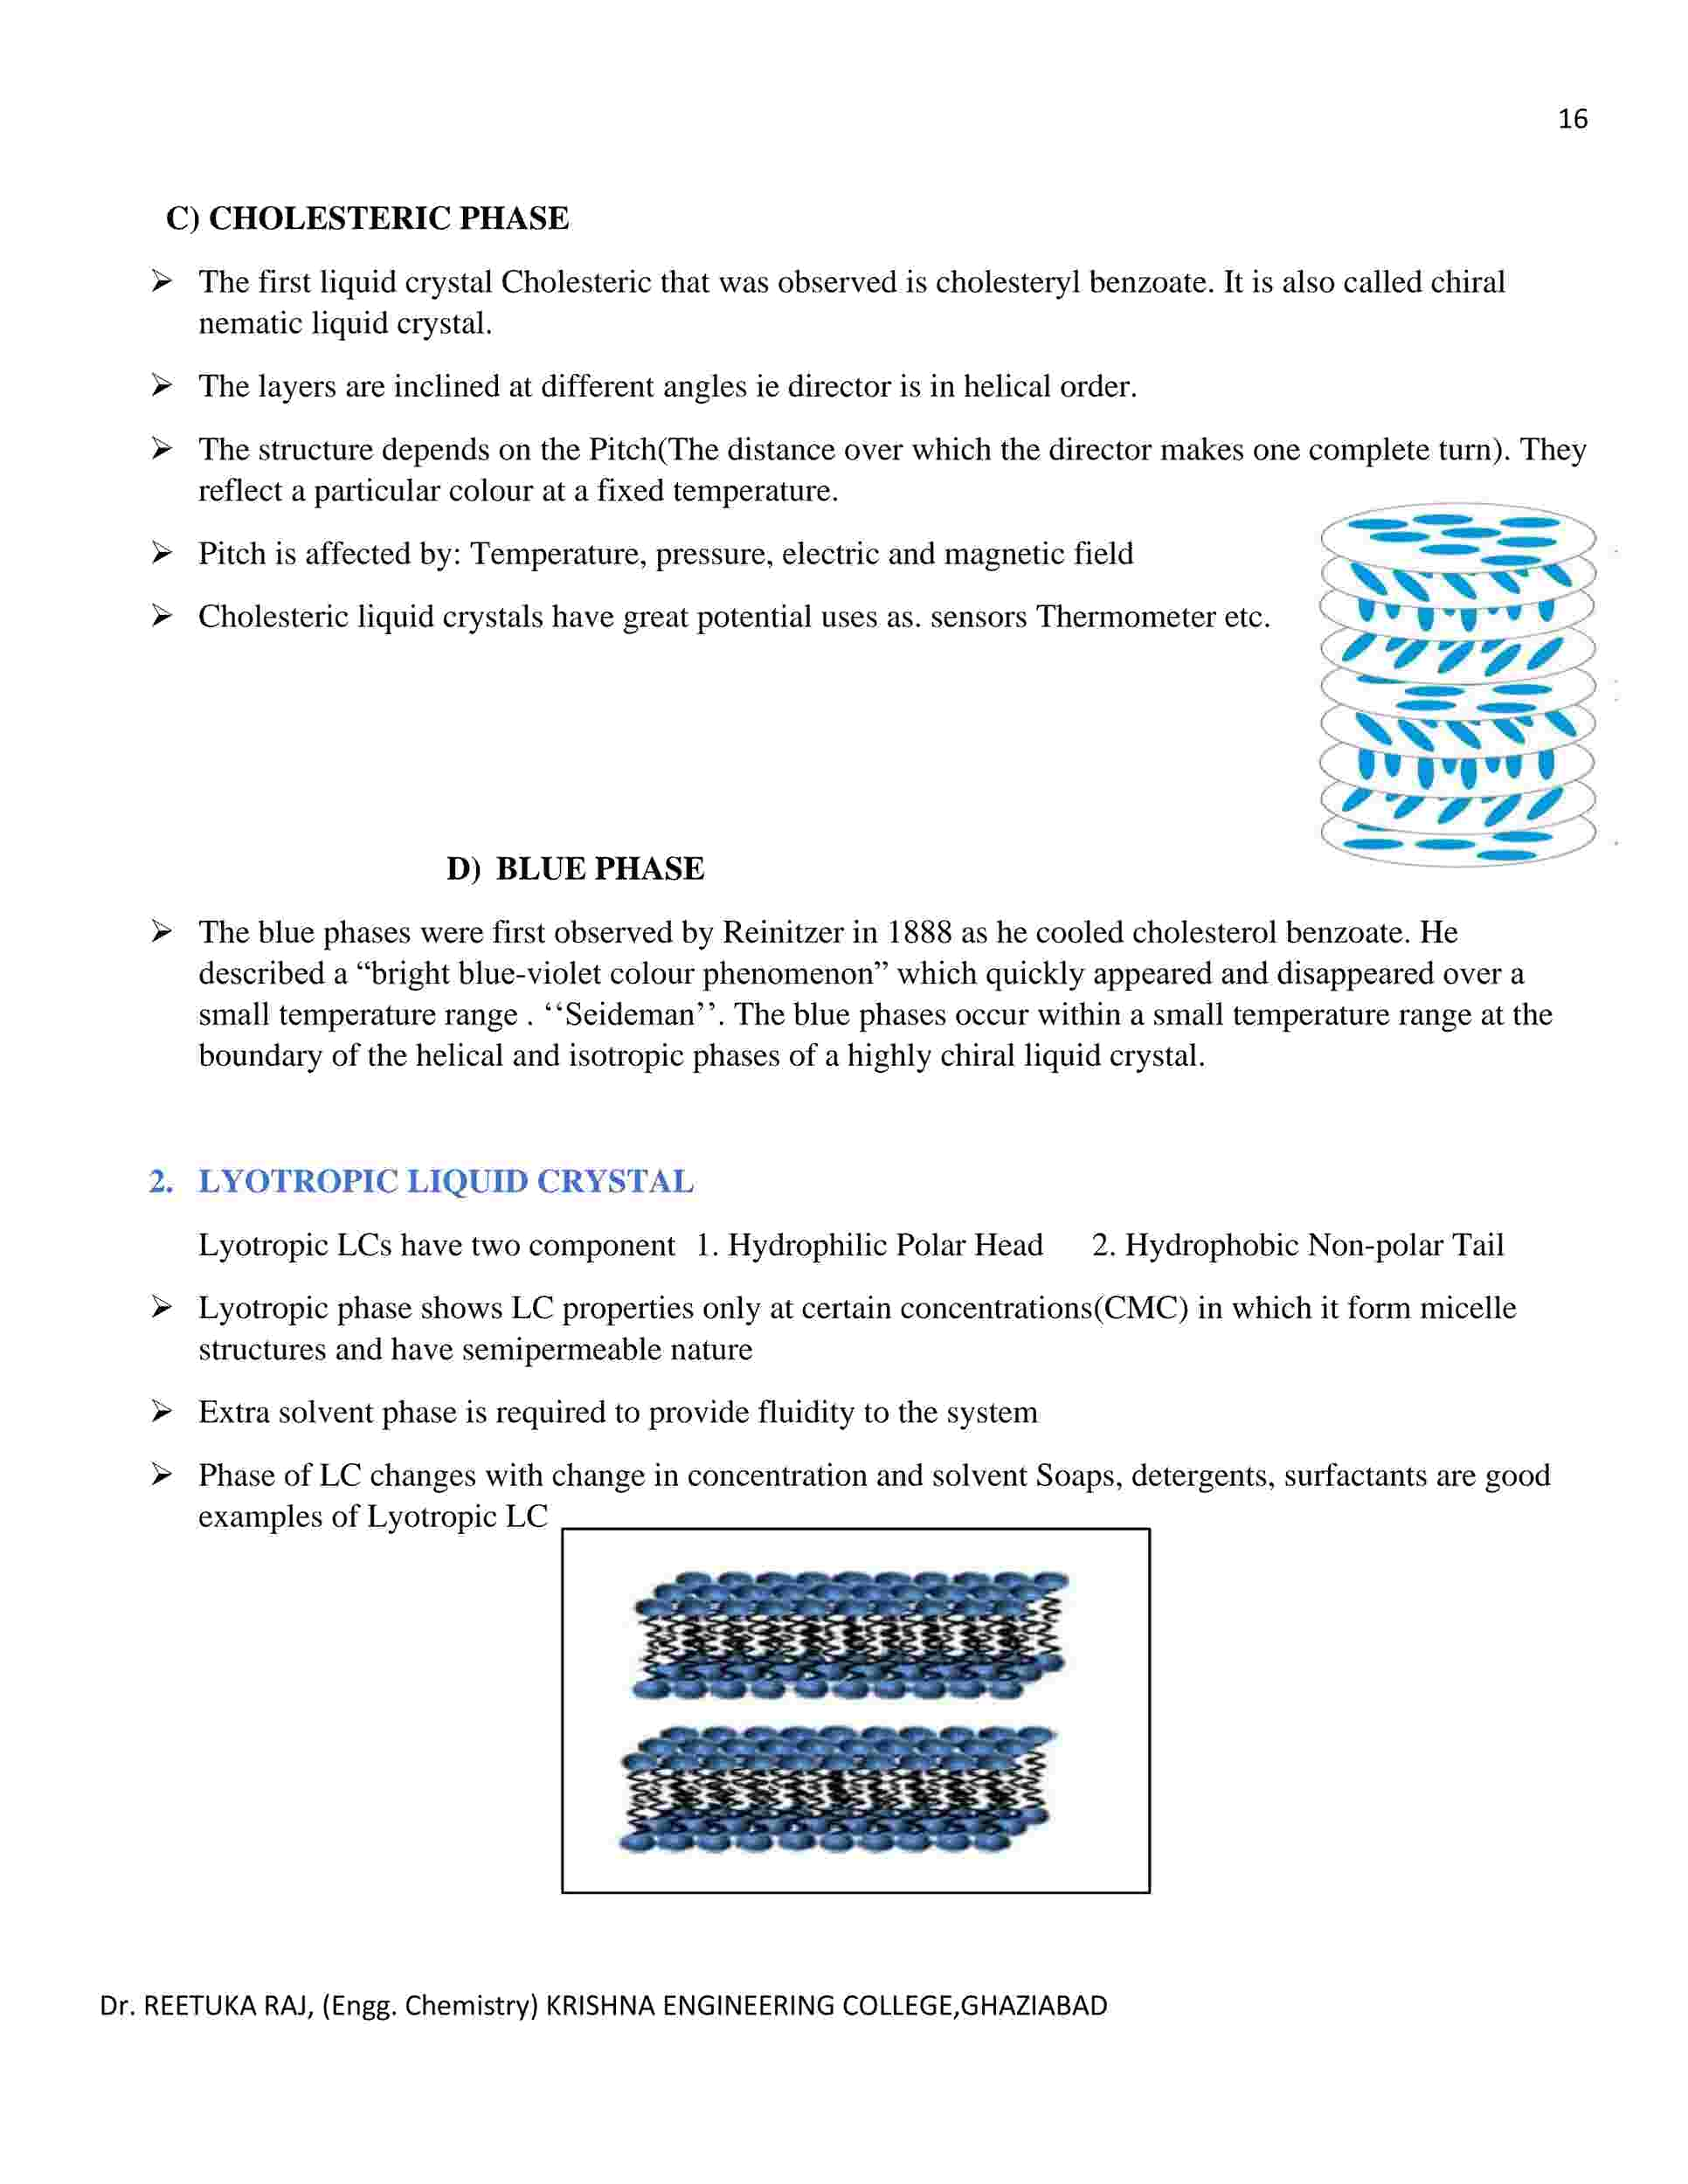 16
C) CHOLESTERIC PHASE
➢ The first liquid crystal Cholesteric that was observed is cholesteryl benzoate. It is also called chiral
nematic liquid crystal.
➢ The layers are inclined at different angles ie director is in helical order.
➢ The structure depends on the Pitch(The distance over which the director makes one complete turn). They
reflect a particular colour at a fixed temperature.
➢ Pitch is affected by: Temperature, pressure, electric and magnetic field
➢ Cholesteric liquid crystals have great potential uses as. sensors Thermometer etc.
D) BLUE PHASE
➢ The blue phases were first observed by Reinitzer in 1888 as he cooled cholesterol benzoate. He
described a “bright blue-violet colour phenomenon” which quickly appeared and disappeared over a
small temperature range . ‘‘Seideman’’. The blue phases occur within a small temperature range at the
boundary of the helical and isotropic phases of a highly chiral liquid crystal.
2. LYOTROPIC LIQUID CRYSTAL
Lyotropic LCs have two component 1. Hydrophilic Polar Head 2. Hydrophobic Non-polar Tail
➢ Lyotropic phase shows LC properties only at certain concentrations(CMC) in which it form micelle
structures and have semipermeable nature
➢ Extra solvent phase is required to provide fluidity to the system
➢ Phase of LC changes with change in concentration and solvent Soaps, detergents, surfactants are good
examples of Lyotropic LC
Dr. REETUKA RAJ, (Engg. Chemistry) KRISHNA ENGINEERING COLLEGE,GHAZIABAD